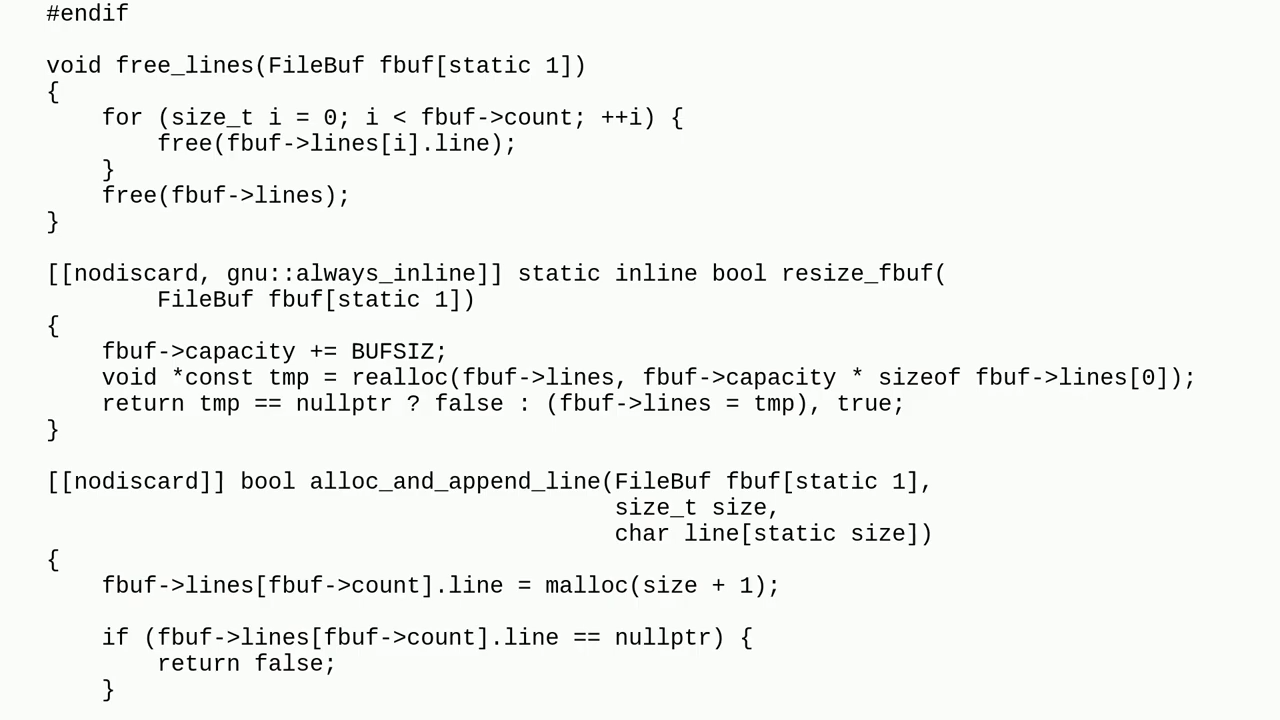 #endif
void free_lines(FileBuf fbuf[static 1])
{
    for (size_t i = 0; i < fbuf->count; ++i) {
        free(fbuf->lines[i].line);
    }
    free(fbuf->lines);
}
[[nodiscard, gnu::always_inline]] static inline bool resize_fbuf(
        FileBuf fbuf[static 1])
{
    fbuf->capacity += BUFSIZ;
    void *const tmp = realloc(fbuf->lines, fbuf->capacity * sizeof fbuf->lines[0]);
    return tmp == nullptr ? false : (fbuf->lines = tmp), true;
}
[[nodiscard]] bool alloc_and_append_line(FileBuf fbuf[static 1],
                                         size_t size,
                                         char line[static size])
{
    fbuf->lines[fbuf->count].line = malloc(size + 1);
    if (fbuf->lines[fbuf->count].line == nullptr) {
        return false;
    }